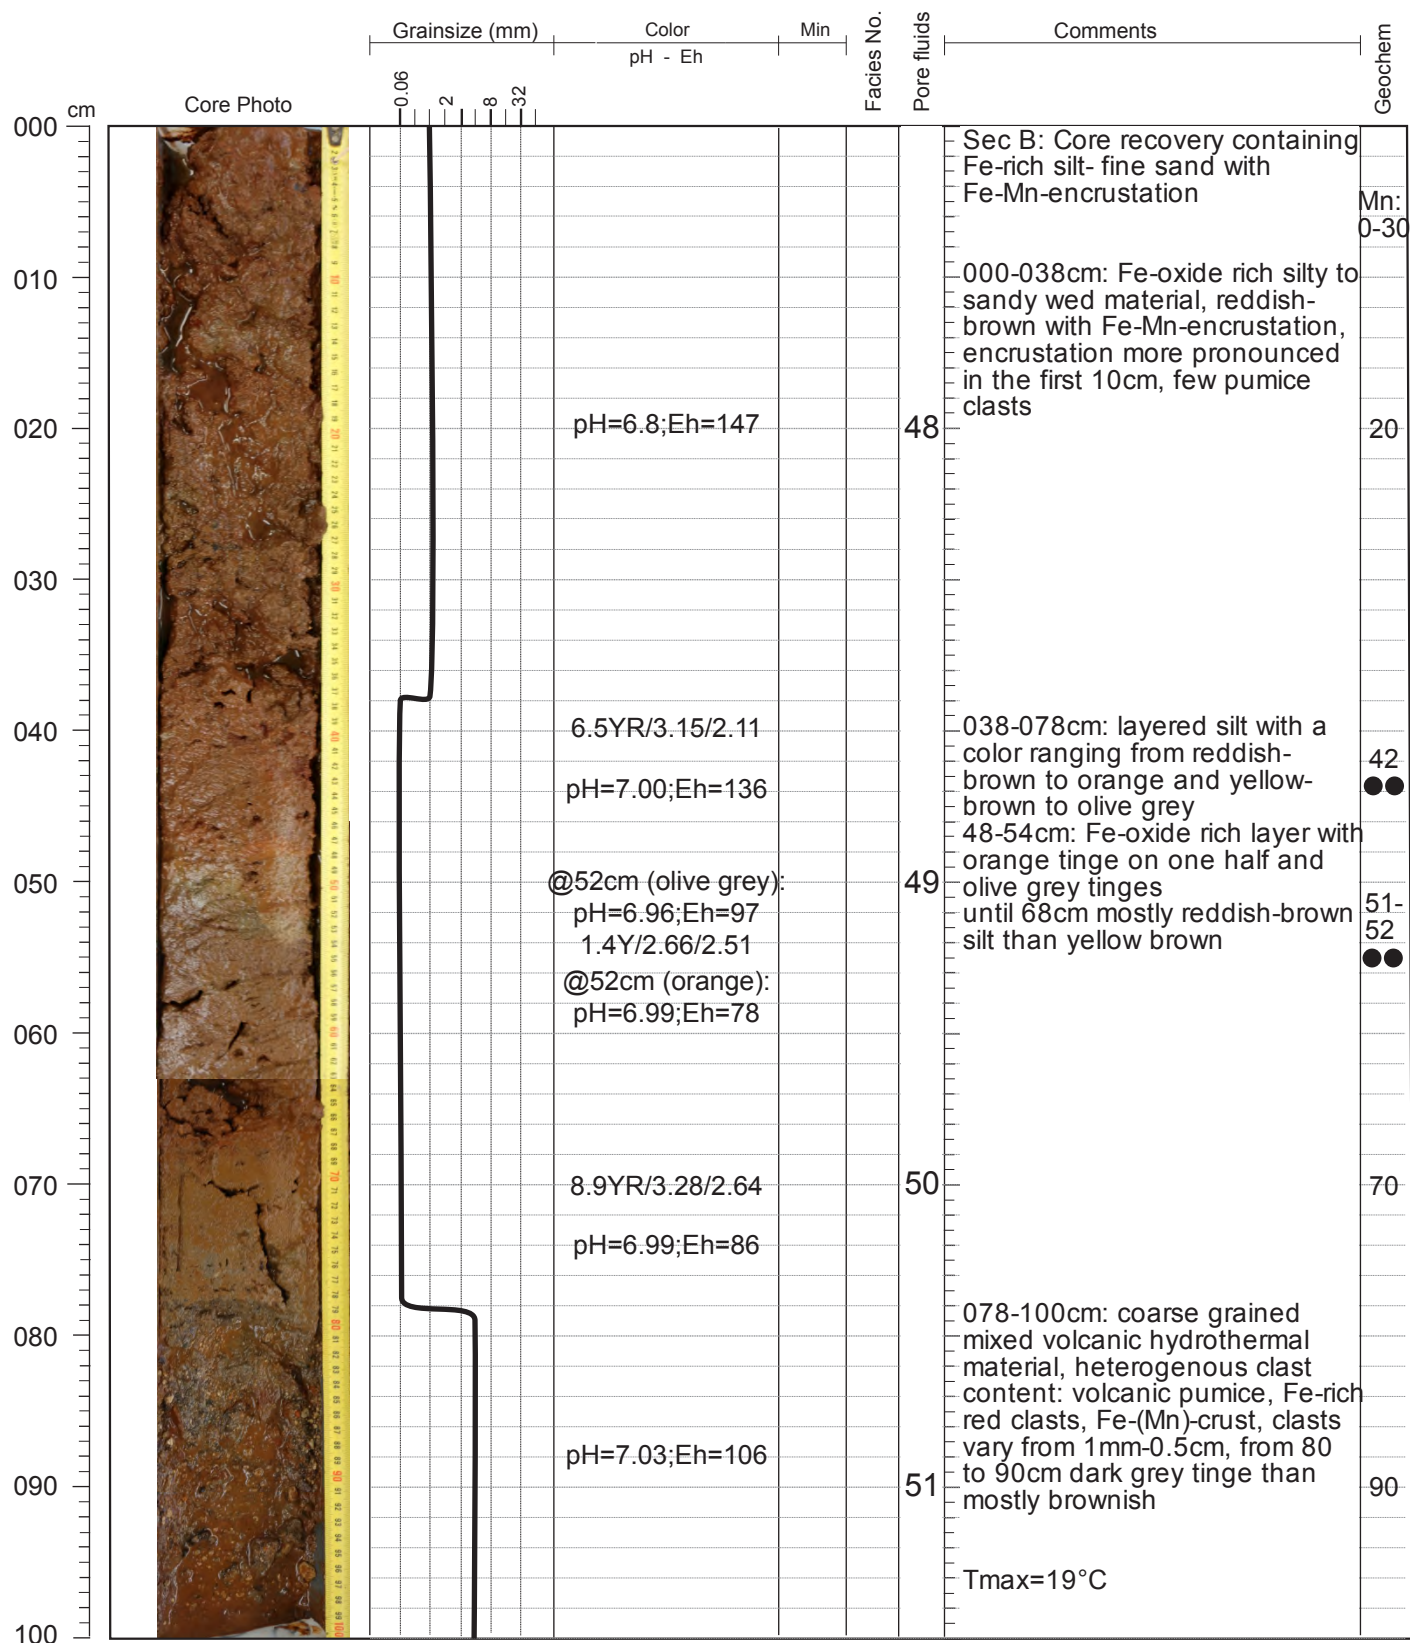 Grainsize (mm)
Color
Min
pH - Eh
Facies No.
Pore fluids
Comments
Geochem
cm
Core Photo
0.06
2
8
32
000
010
020
030
040
050
060
070
080
090
100
pH=6.8;Eh=147
6.5YR/3.15/2.11
pH=7.00;Eh=136
@52cm (olive grey):
pH=6.96;Eh=97
1.4Y/2.66/2.51
@52cm (orange):
pH=6.99;Eh=78
8.9YR/3.28/2.64
pH=6.99;Eh=86
pH=7.03;Eh=106
48
49
50
51
Sec B: Core recovery containing
Fe-rich silt- fine sand with
Fe-Mn-encrustation
000-038cm: Fe-oxide rich silty to
sandy wed material, reddish-
brown with Fe-Mn-encrustation,
encrustation more pronounced
in the first 10cm, few pumice
clasts
038-078cm: layered silt with a
color ranging from reddish-
brown to orange and yellow-
brown to olive grey
48-54cm: Fe-oxide rich layer with
orange tinge on one half and
olive grey tinges
until 68cm mostly reddish-brown
silt than yellow brown
078-100cm: coarse grained
mixed volcanic hydrothermal
material, heterogenous clast
content: volcanic pumice, Fe-rich
red clasts, Fe-(Mn)-crust, clasts
vary from 1mm-0.5cm, from 80
to 90cm dark grey tinge than
mostly brownish
Tmax=19°C
Mn:
0-30
20
42
51-
52
70
90